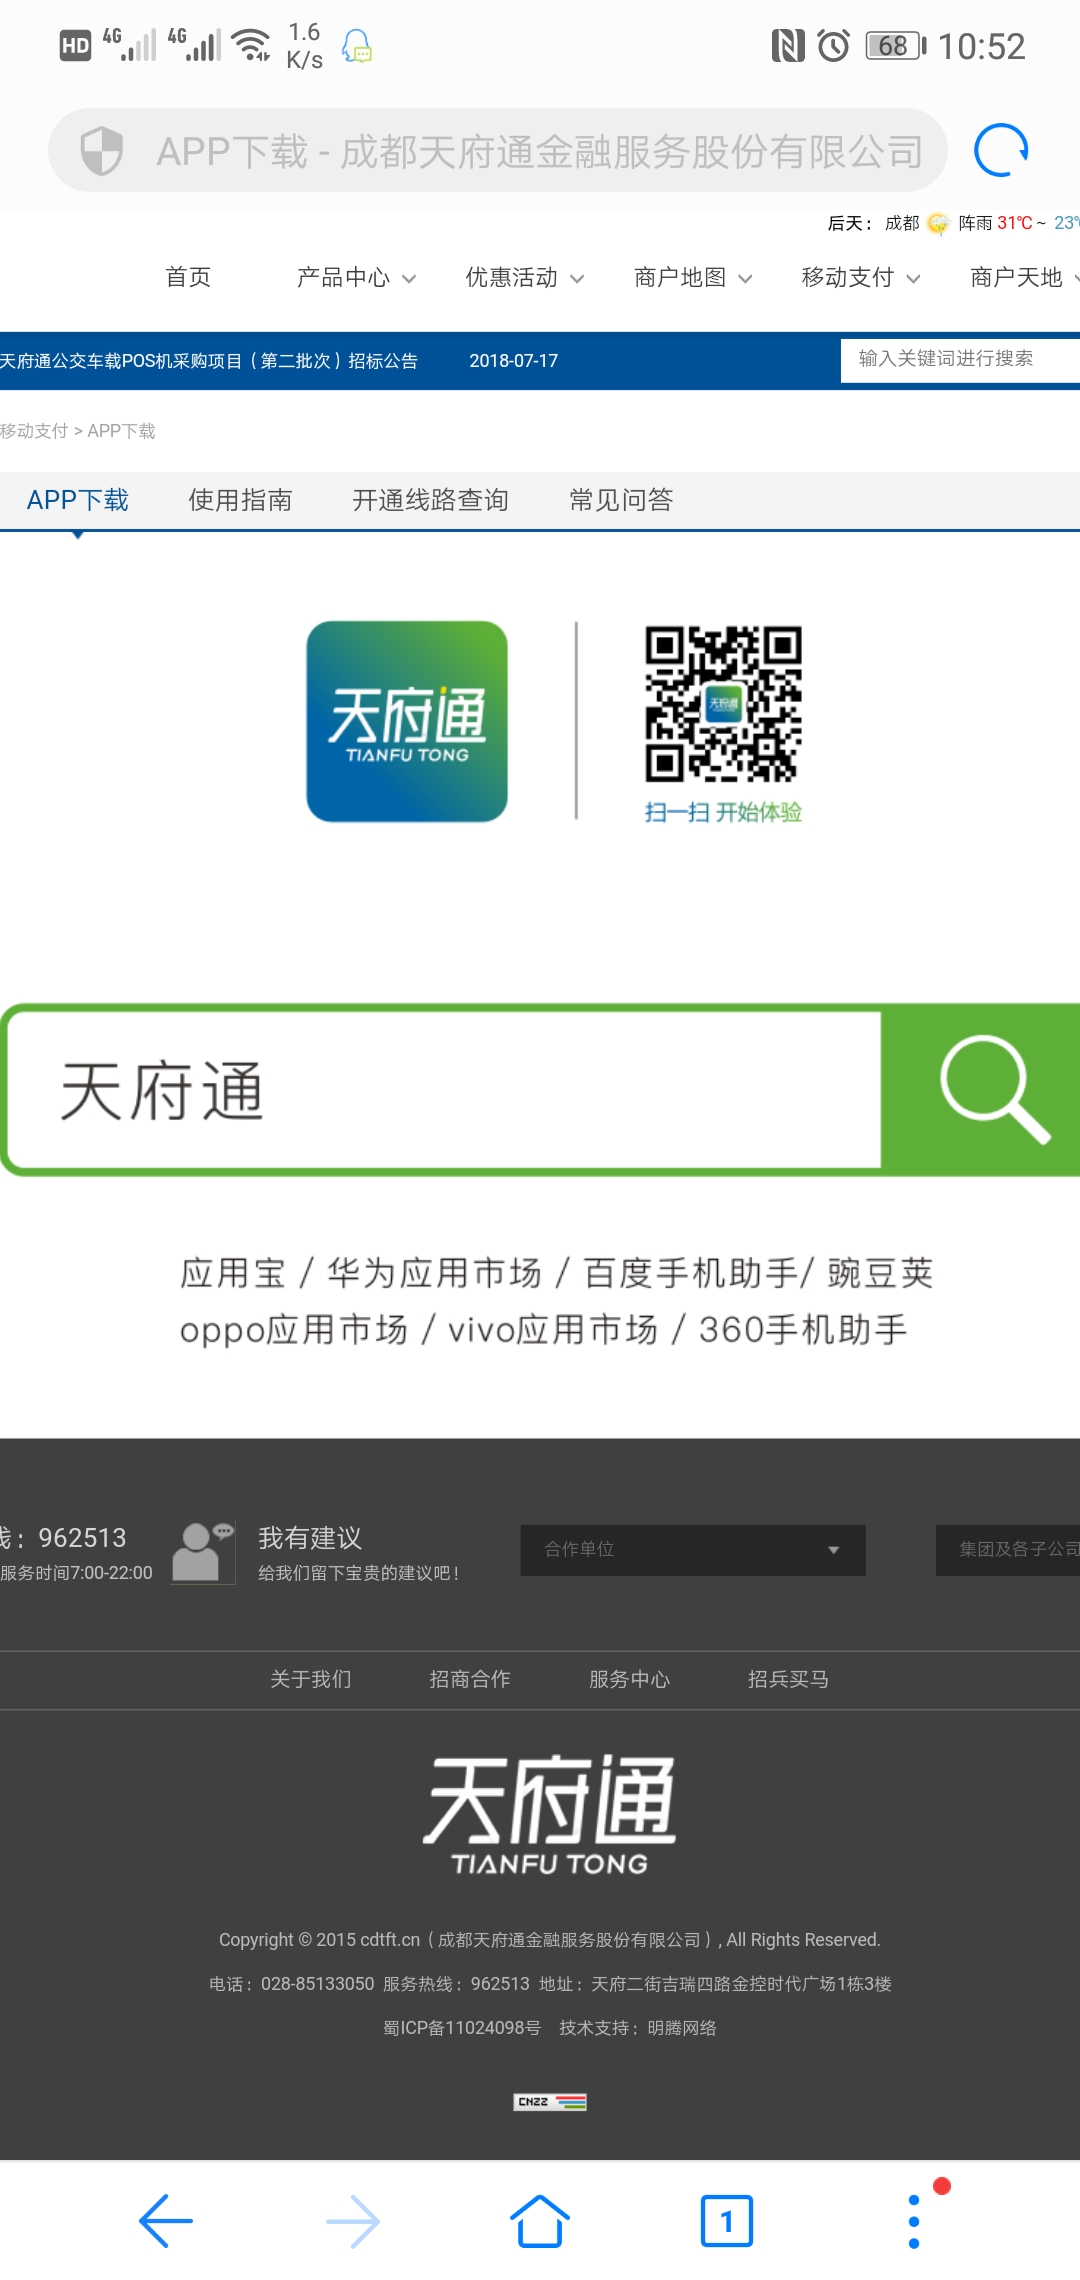 HD 4G 4G 1.6 K/s 68 10:52
APP下载 - 成都天府通金融服务股份有限公司
后天： 成都 阵雨 31℃ ~ 23°
首页 产品中心 优惠活动 商户地图 移动支付 商户天地
天府通公交车载POS机采购项目（第二批次）招标公告 2018-07-17 输入关键词进行搜索
移动支付 > APP下载
APP下载 使用指南 开通线路查询 常见问答
天府通
TIANFU TONG
天府通
扫一扫 开始体验
天府通
应用宝 / 华为应用市场 / 百度手机助手/ 豌豆荚
oppo应用市场 / vivo应用市场 / 360手机助手
线：962513 我有建议
服务时间7:00-22:00 给我们留下宝贵的建议吧！
合作单位 集团及各子公司
关于我们 招商合作 服务中心 招兵买马
天府通
TIANFU TONG
Copyright © 2015 cdtft.cn（成都天府通金融服务股份有限公司）, All Rights Reserved.
电话：028-85133050 服务热线：962513 地址：天府二街吉瑞四路金控时代广场1栋3楼
蜀ICP备11024098号 技术支持：明腾网络
CNZZ
1